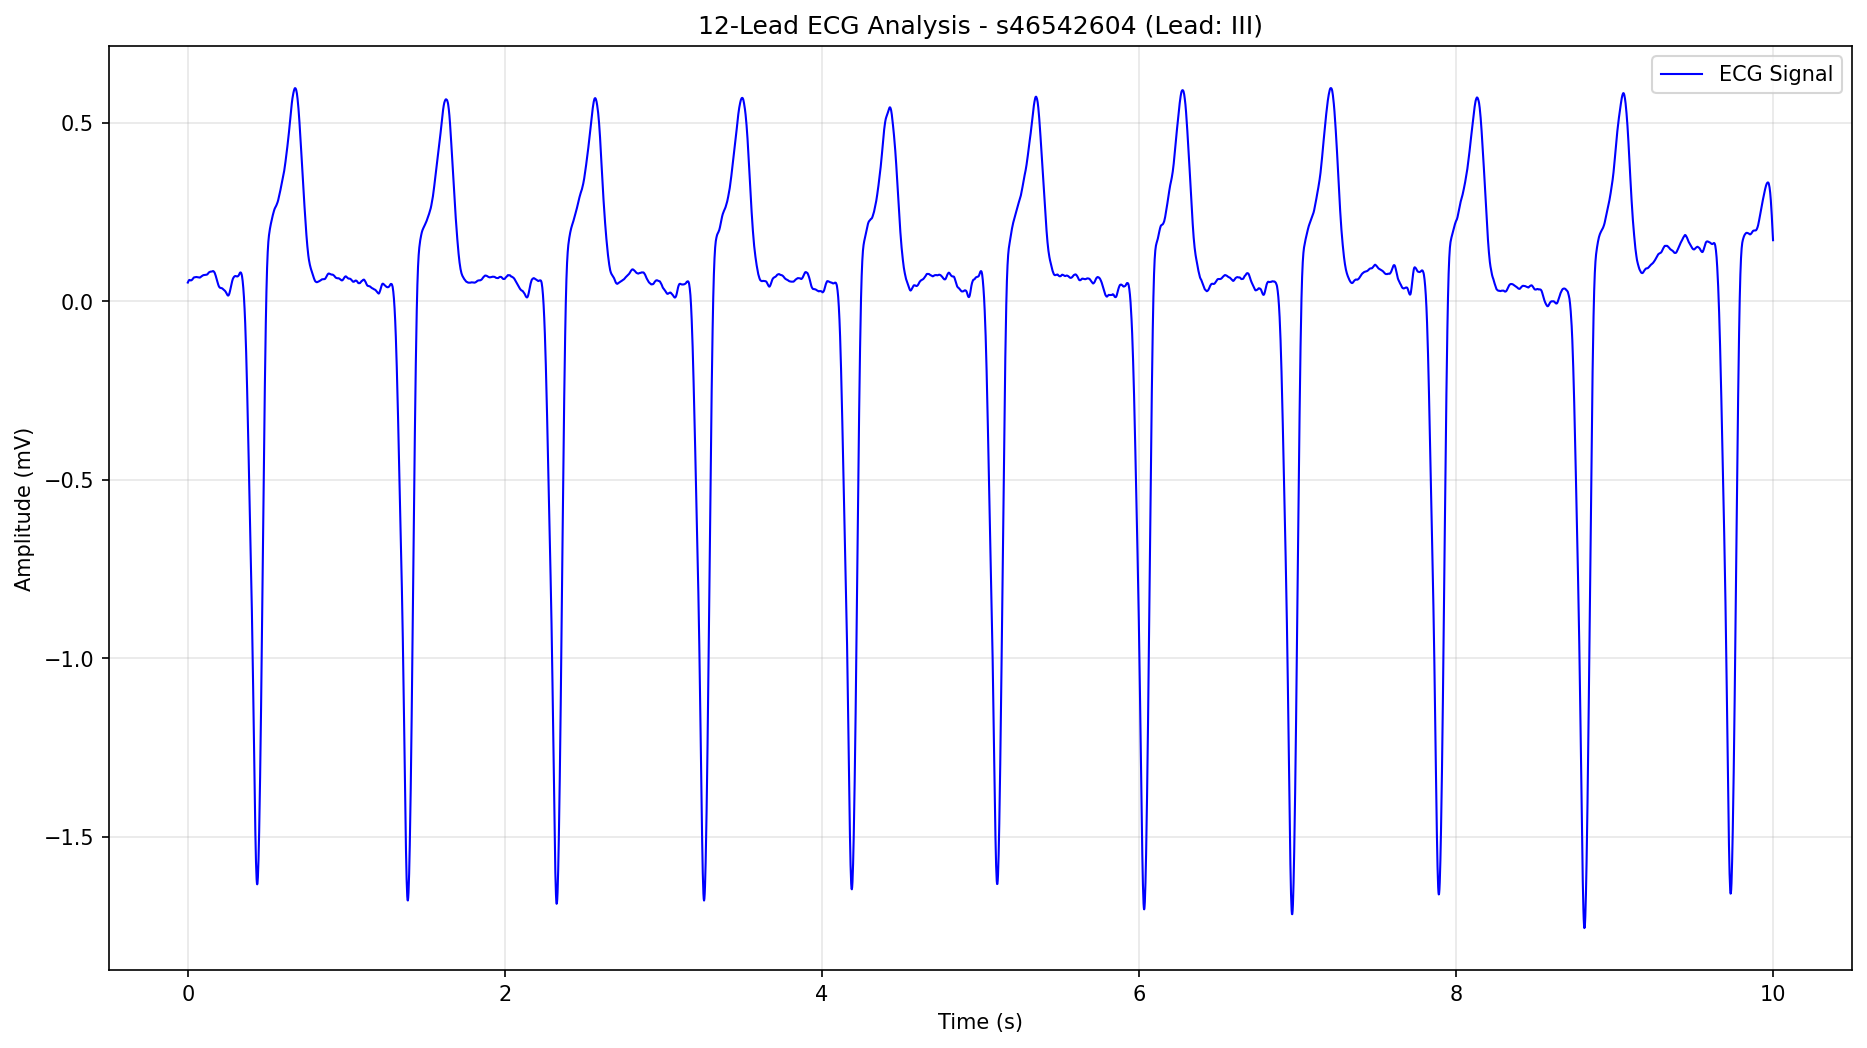 12-Lead ECG Analysis - s46542604 (Lead: III)
ECG Signal
0.5
0.0
−0.5
−1.0
−1.5
Amplitude (mV)
0 2 4 6 8 10
Time (s)